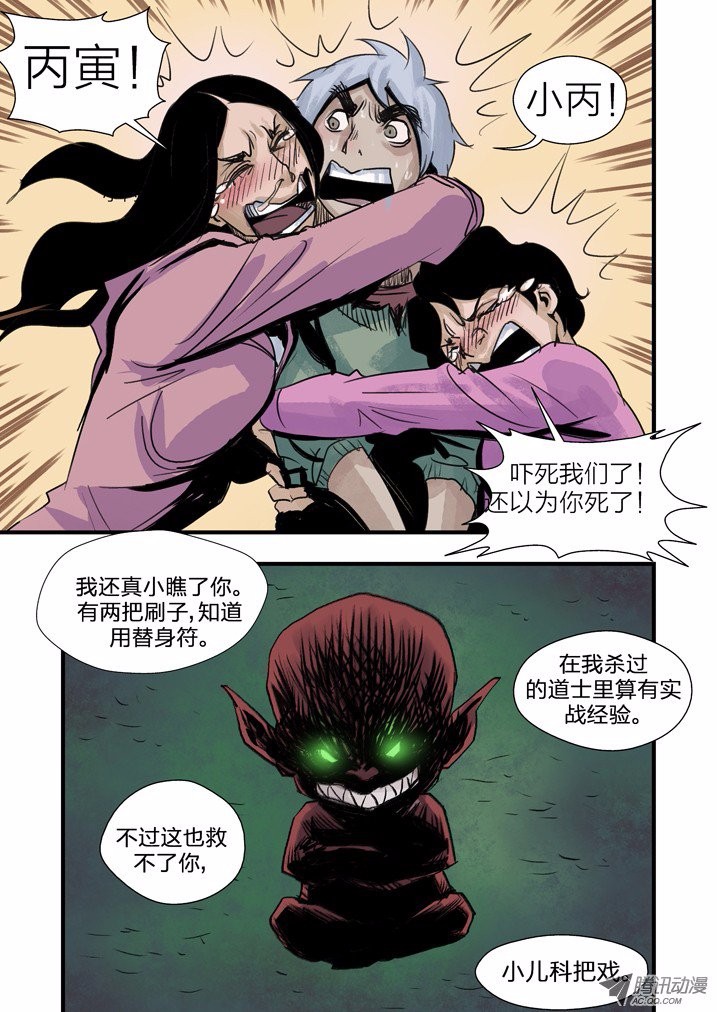 丙寅！
小丙！
吓死我们了！
还以为你死了！
我还真小瞧了你。
有两把刷子,知道
用替身符。
在我杀过
的道士里算有实
战经验。
不过这也救
不了你,
小儿科把戏。
腾讯动漫
AC.QQ.COM